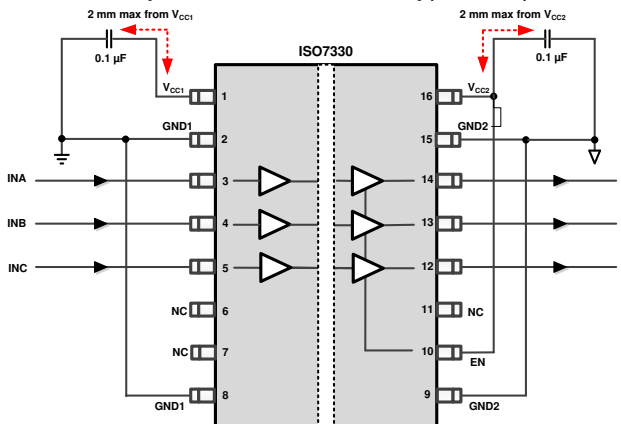 2 mm max from VCC1
2 mm max from VCC2
0.1 µF
0.1 µF
ISO7330
VCC1
1
16
VCC2
GND1
2
15
GND2
INA
3
14
INB
4
13
INC
5
12
NC
6
11
NC
NC
7
10
EN
8
9
GND1
GND2